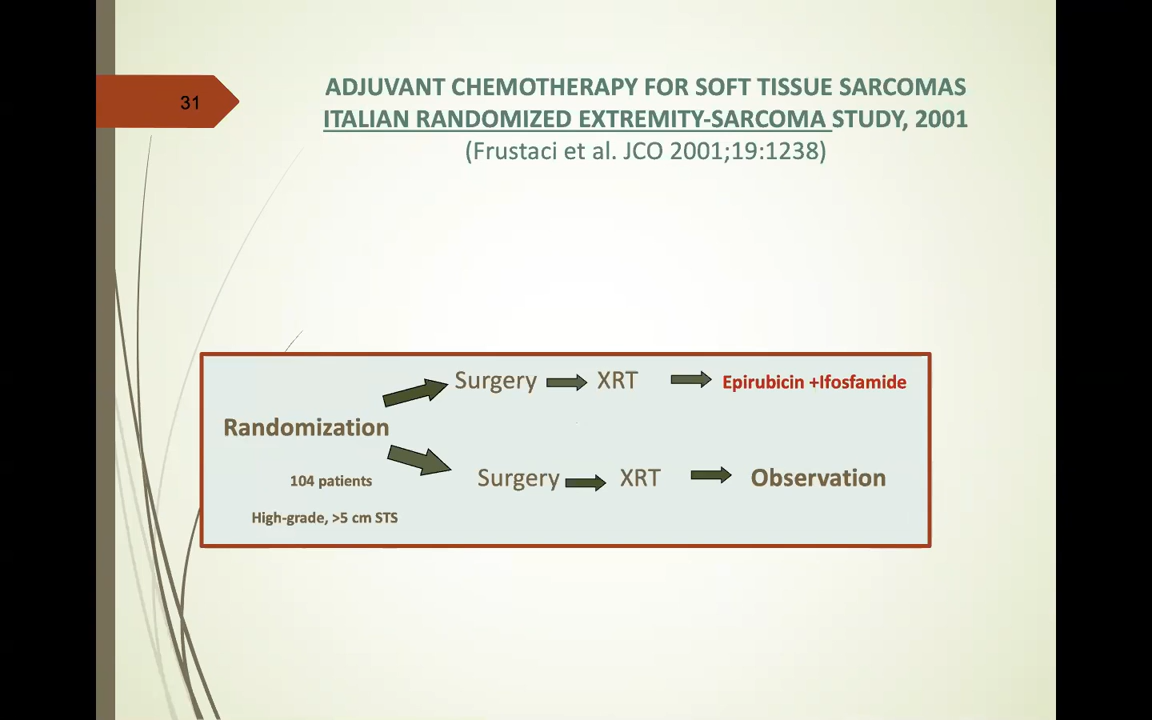 31
ADJUVANT CHEMOTHERAPY FOR SOFT TISSUE SARCOMAS
ITALIAN RANDOMIZED EXTREMITY-SARCOMA STUDY, 2001
(Frustaci et al. JCO 2001;19:1238)
Surgery XRT Epirubicin +Ifosfamide
Randomization
Surgery XRT Observation
104 patients
High-grade, >5 cm STS